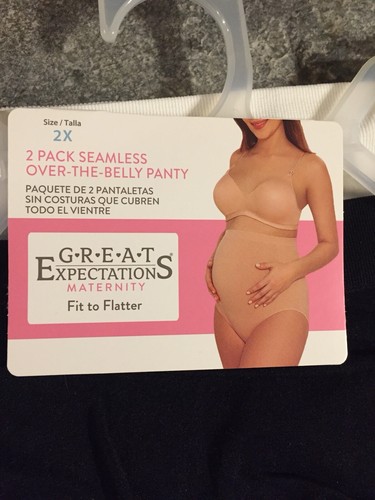 Size / Talla
2X
2 PACK SEAMLESS
OVER-THE-BELLY PANTY
PAQUETE DE 2 PANTALETAS
SIN COSTURAS QUE CUBREN
TODO EL VIENTRE
G•R•E•A•T
EXPECTATIONS®
MATERNITY
Fit to Flatter